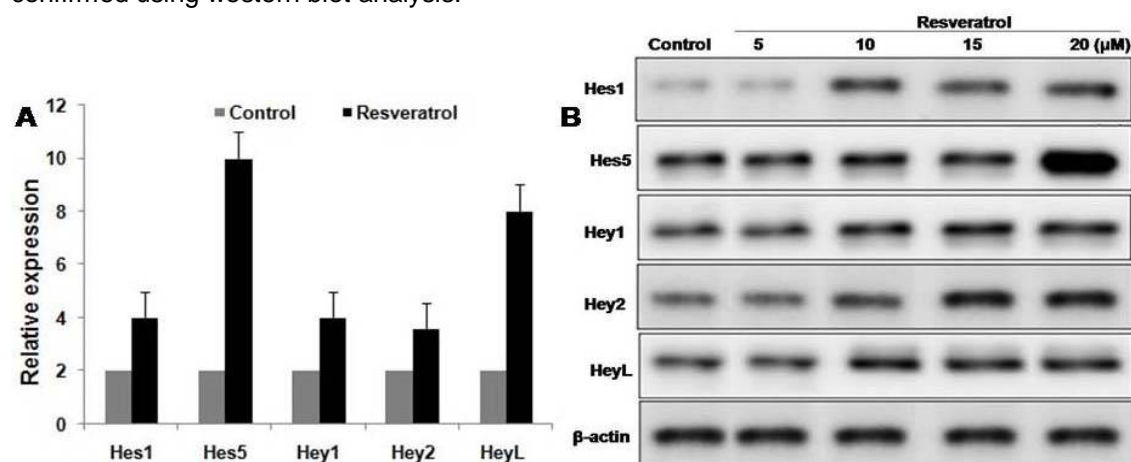 confirmed using western blot analysis.
A
Control Resveratrol
Relative expression
12
10
8
6
4
2
0
Hes1 Hes5 Hey1 Hey2 HeyL
B
Resveratrol
Control 5 10 15 20 (µM)
Hes1
Hes5
Hey1
Hey2
HeyL
β-actin